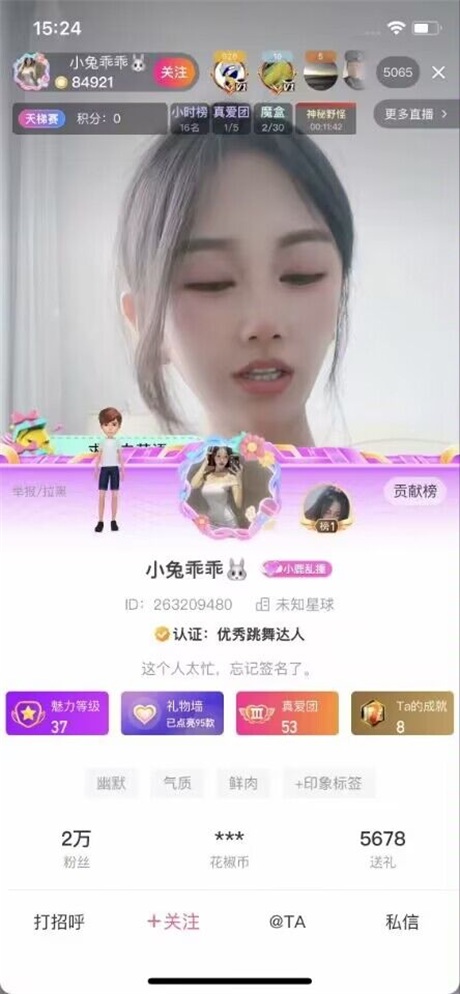 15:24
小兔乖乖🐰
84921
关注
5065
天梯赛 积分：0
小时榜
16名
真爱团
1/5
魔盒
2/30
神秘野怪
00:11:42
更多直播 >
举报/拉黑
榜1
贡献榜
小兔乖乖🐰
小鹿乱撞
ID：263209480 未知星球
认证：优秀跳舞达人
这个人太忙，忘记签名了。
魅力等级
37
礼物墙
已点亮95款
真爱团
53
Ta的成就
8
幽默 气质 鲜肉 +印象标签
2万 *** 5678
粉丝 花椒币 送礼
打招呼 +关注 @TA 私信